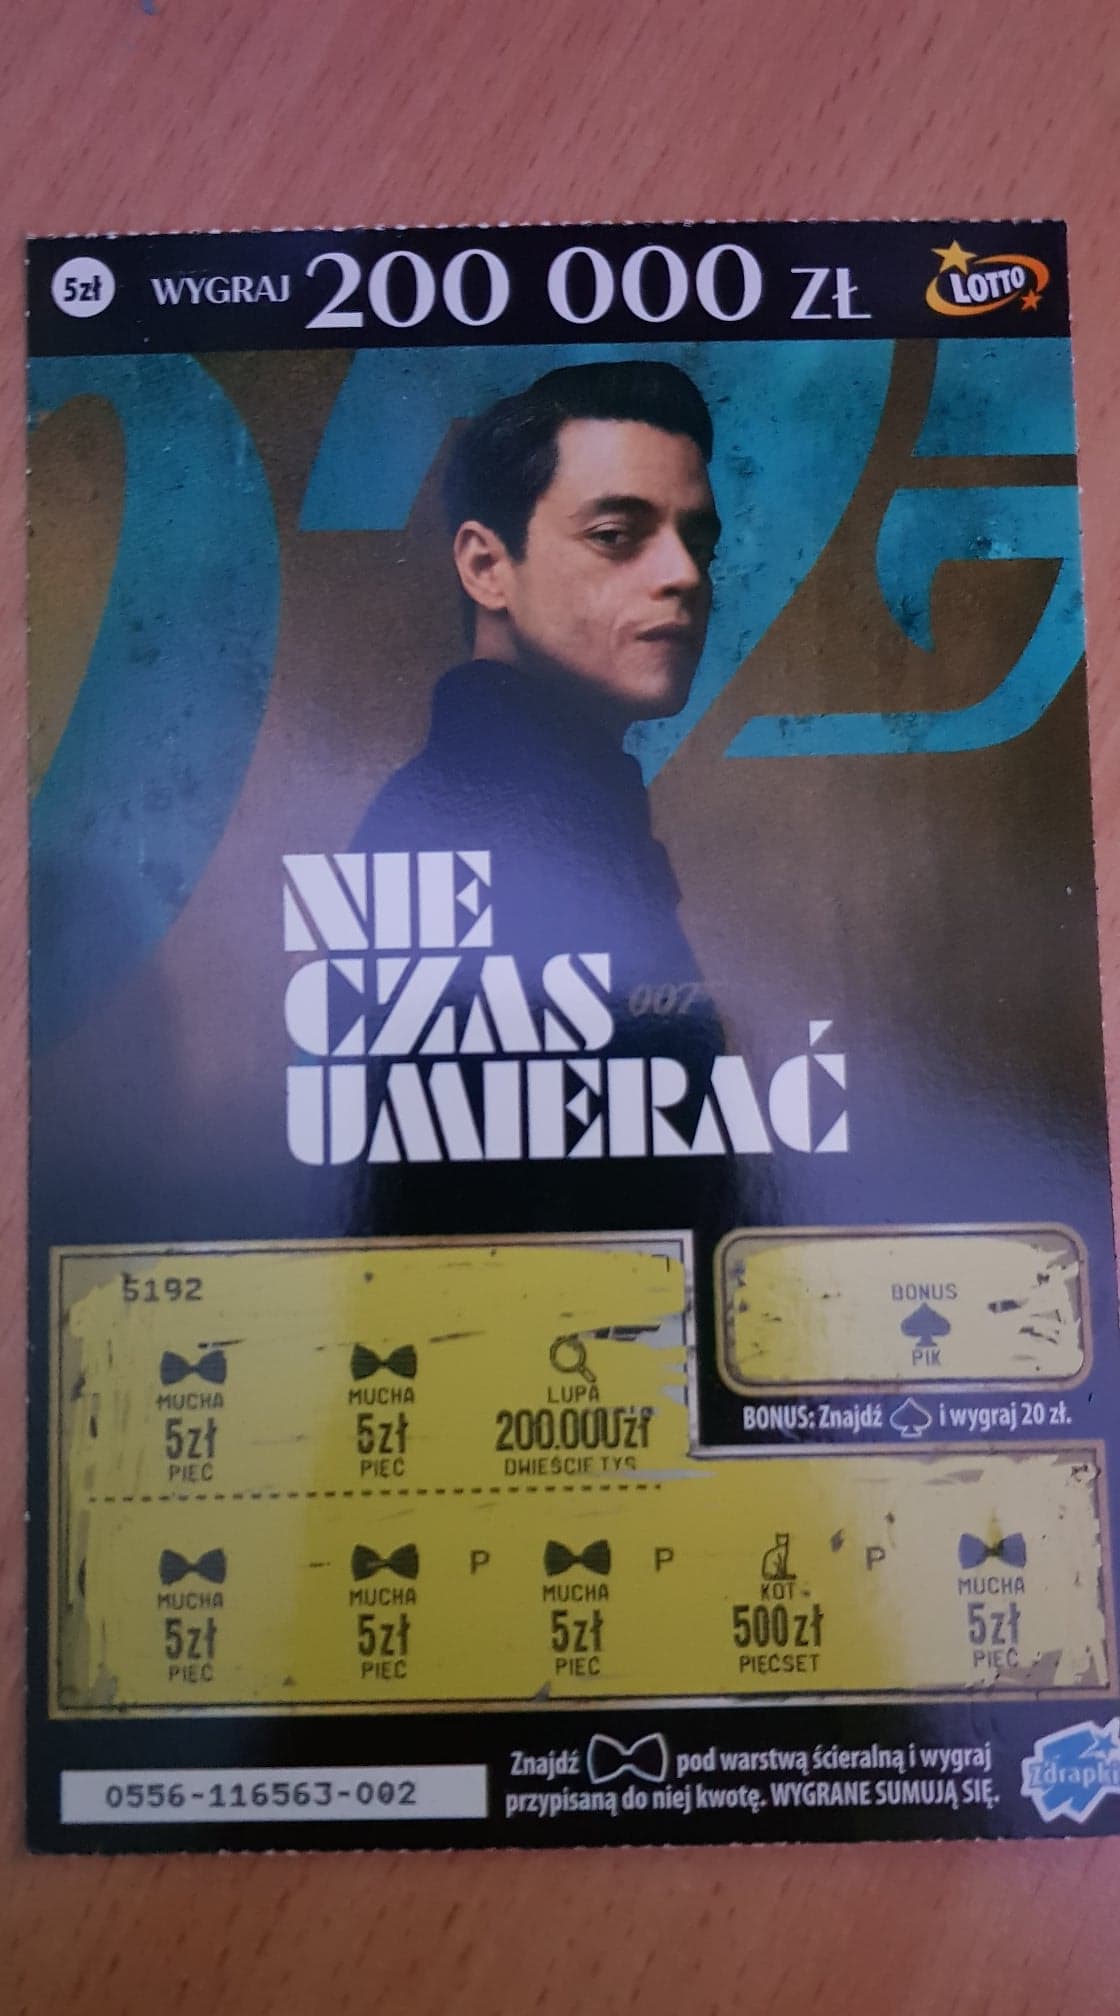 5zł WYGRAJ 200 000 ZŁ LOTTO
NIE
CZAS 007
UMIERAĆ
5192
MUCHA MUCHA LUPA
5zł 5zł 200.000zł
PIĘĆ PIĘĆ DWIEŚCIE TYS
BONUS
PIK
BONUS: Znajdź i wygraj 20 zł.
P P P
MUCHA MUCHA MUCHA KOT MUCHA
5zł 5zł 5zł 500zł 5zł
PIĘĆ PIĘĆ PIĘĆ PIĘĆSET PIĘĆ
Znajdź pod warstwą ścieralną i wygraj
przypisaną do niej kwotę. WYGRANE SUMUJĄ SIĘ.
0556-116563-002
Zdrapki